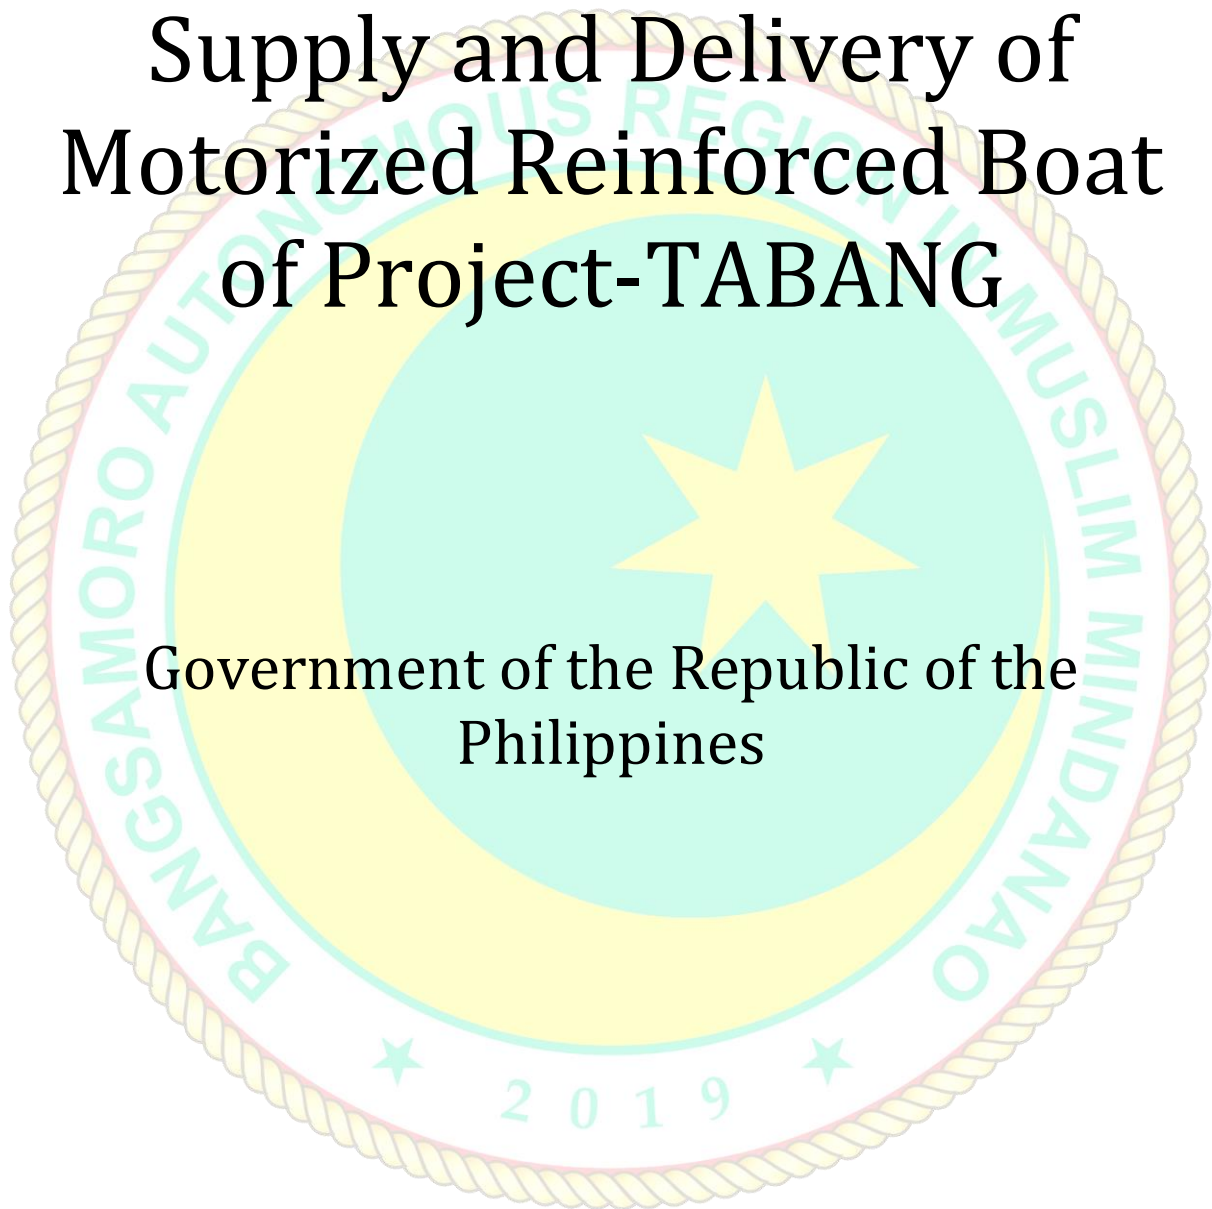 Supply and Delivery of
Motorized Reinforced Boat
of Project-TABANG
Government of the Republic of the
Philippines
BANGSAMORO AUTONOMOUS REGION IN MUSLIM MINDANAO
2019